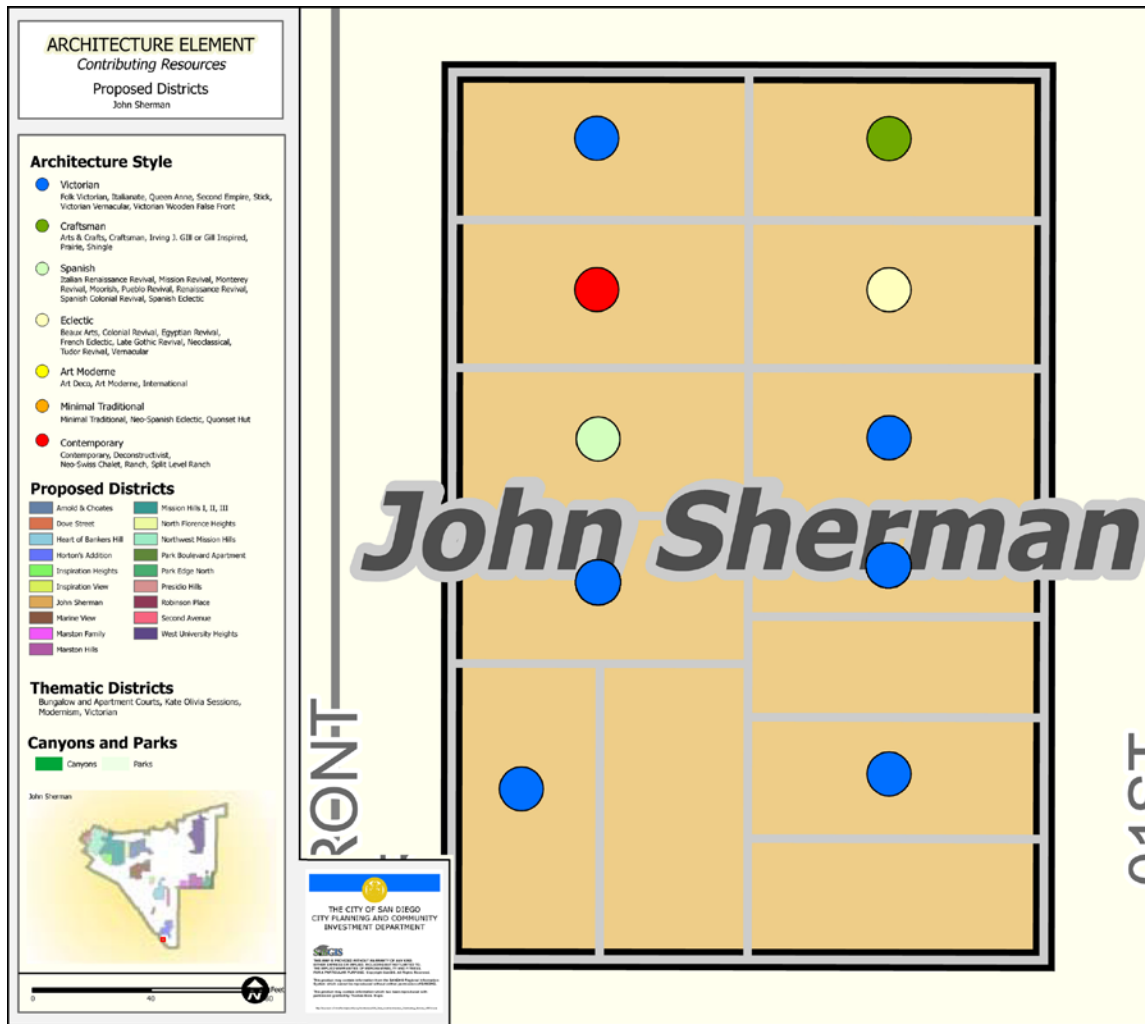 ARCHITECTURE ELEMENT
Contributing Resources
Proposed Districts
John Sherman
Architecture Style
Victorian
Folk Victorian, Italianate, Queen Anne, Second Empire, Stick,
Victorian Vernacular, Victorian Wooden False Front
Craftsman
Arts & Crafts, Craftsman, Irving J. Gill or Gill Inspired,
Prairie, Shingle
Spanish
Italian Renaissance Revival, Mission Revival, Monterey
Revival, Moorish, Pueblo Revival, Renaissance Revival,
Spanish Colonial Revival, Spanish Eclectic
Eclectic
Beaux Arts, Colonial Revival, Egyptian Revival,
French Eclectic, Late Gothic Revival, Neoclassical,
Tudor Revival, Vernacular
Art Moderne
Art Deco, Art Moderne, International
Minimal Traditional
Minimal Traditional, Neo-Spanish Eclectic, Quonset Hut
Contemporary
Contemporary, Deconstructivist,
Neo-Swiss Chalet, Ranch, Split Level Ranch
Proposed Districts
Arnold & Choates
Dove Street
Heart of Bankers Hill
Horton's Addition
Inspiration Heights
Inspiration View
John Sherman
Marine View
Marston Family
Marston Hills
Mission Hills I, II, III
North Florence Heights
Northwest Mission Hills
Park Boulevard Apartment
Park Edge North
Presidio Hills
Robinson Place
Second Avenue
West University Heights
Thematic Districts
Bungalow and Apartment Courts, Kate Olivia Sessions,
Modernism, Victorian
Canyons and Parks
Canyons
Parks
John Sherman
0 40 80 Feet
N
John Sherman
RONT
01ST
THE CITY OF SAN DIEGO
CITY PLANNING AND COMMUNITY
INVESTMENT DEPARTMENT
SanGIS